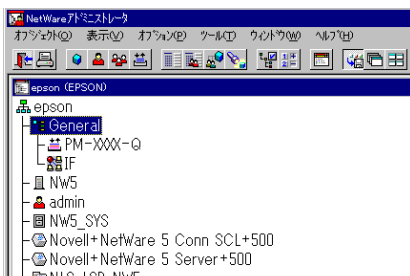 NetWareｱﾄﾞﾐﾆｽﾄﾚｰﾀ
ｵﾌﾞｼﾞｪｸﾄ(O) 表示(V) ｵﾌﾟｼｮﾝ(P) ﾂｰﾙ(T) ｳｨﾝﾄﾞｳ(W) ﾍﾙﾌﾟ(H)
epson (EPSON)
epson
General
PM-XXXX-Q
IF
NW5
admin
NW5_SYS
Novell+NetWare 5 Conn SCL+500
Novell+NetWare 5 Server+500